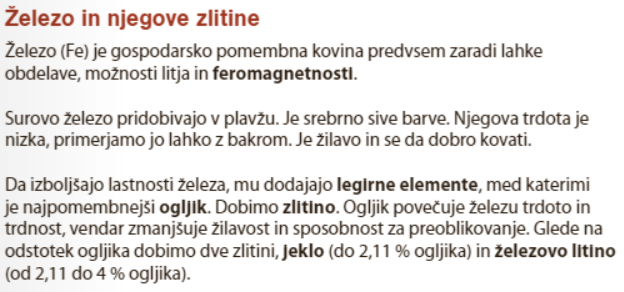 Železo in njegove zlitine
Železo (Fe) je gospodarsko pomembna kovina predvsem zaradi lahke
obdelave, možnosti litja in feromagnetnosti.
Surovo železo pridobivajo v plavžu. Je srebrno sive barve. Njegova trdota je
nizka, primerjamo jo lahko z bakrom. Je žilavo in se da dobro kovati.
Da izboljšajo lastnosti železa, mu dodajajo legirne elemente, med katerimi
je najpomembnejši ogljik. Dobimo zlitino. Ogljik povečuje železu trdoto in
trdnost, vendar zmanjšuje žilavost in sposobnost za preoblikovanje. Glede na
odstotek ogljika dobimo dve zlitini, jeklo (do 2,11 % ogljika) in železovo litino
(od 2,11 do 4 % ogljika).